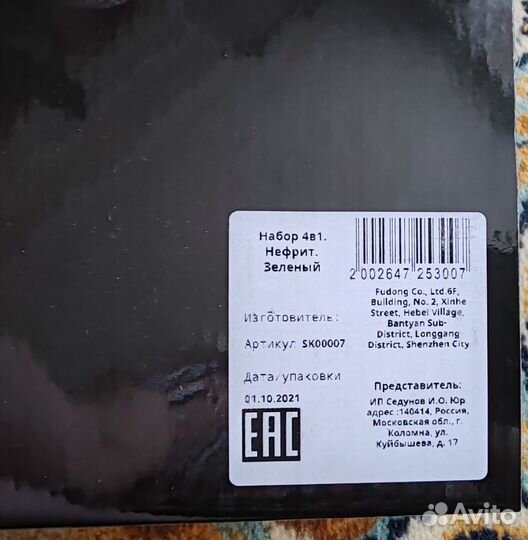 Набор 4в1.
Нефрит.
Зеленый
2 002647 253007
Изготовитель:
Fudong Co., Ltd.6F,
Building, No. 2, Xinhe
Street, Hebei Village,
Bantyan Sub-
District, Longgang
District, Shenzhen City
Артикул SK00007
Дата/упаковки
01.10.2021
EAC
Представитель:
ИП Седунов И.О. Юр
адрес :140414, Россия,
Московская обл., г.
Коломна, ул.
Куйбышева, д. 17
Avito